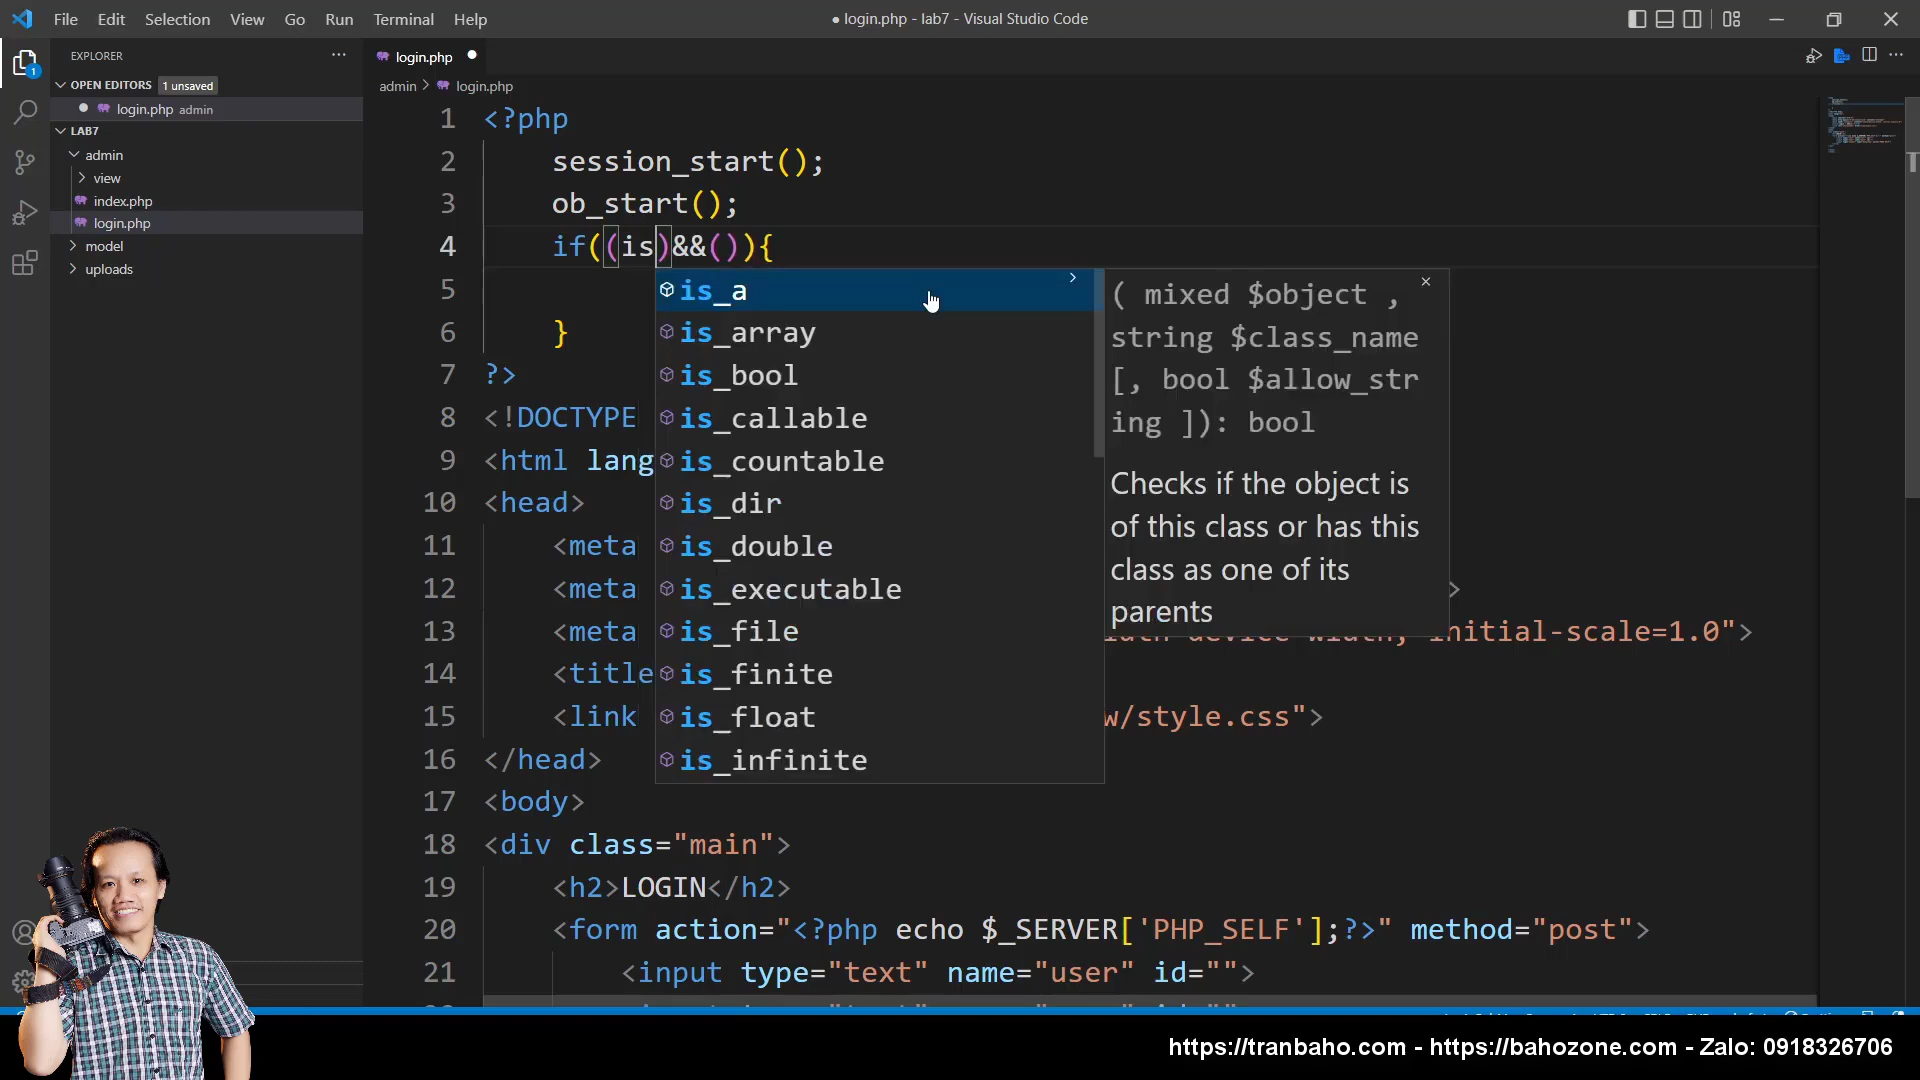 File Edit Selection View Go Run Terminal Help
● login.php - lab7 - Visual Studio Code
EXPLORER
OPEN EDITORS 1 unsaved
login.php admin
LAB7
admin
view
index.php
login.php
model
uploads
1
login.php
admin > login.php
1 <?php
2 session_start();
3 ob_start();
4 if((is)&&()){
5
6 }
7 ?>
8 <!DOCTYPE
9 <html lang
10 <head>
11 <meta
12 <meta >
13 <meta initial-scale=1.0">
14 <title
15 <link w/style.css">
16 </head>
17 <body>
18 <div class="main">
19 <h2>LOGIN</h2>
20 <form action="<?php echo $_SERVER['PHP_SELF'];?>" method="post">
21 <input type="text" name="user" id="">
is_a
is_array
is_bool
is_callable
is_countable
is_dir
is_double
is_executable
is_file
is_finite
is_float
is_infinite
( mixed $object ,
string $class_name
[, bool $allow_str
ing ]): bool
Checks if the object is
of this class or has this
class as one of its
parents
https://tranbaho.com - https://bahozone.com - Zalo: 0918326706